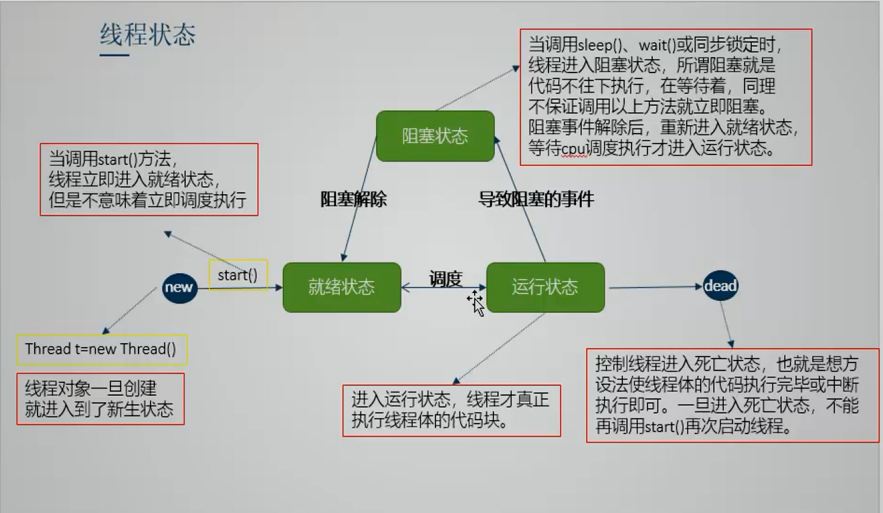 线程状态
当调用sleep()、wait()或同步锁定时，
线程进入阻塞状态，所谓阻塞就是
代码不往下执行，在等待着，同理
不保证调用以上方法就立即阻塞。
阻塞事件解除后，重新进入就绪状态，
等待cpu调度执行才进入运行状态。
阻塞状态
当调用start()方法，
线程立即进入就绪状态，
但是不意味着立即调度执行
阻塞解除
导致阻塞的事件
start()
new
就绪状态
调度
运行状态
dead
Thread t=new Thread()
线程对象一旦创建
就进入到了新生状态
进入运行状态，线程才真正
执行线程体的代码块。
控制线程进入死亡状态，也就是想方
设法使线程体的代码执行完毕或中断
执行即可。一旦进入死亡状态，不能
再调用start()再次启动线程。